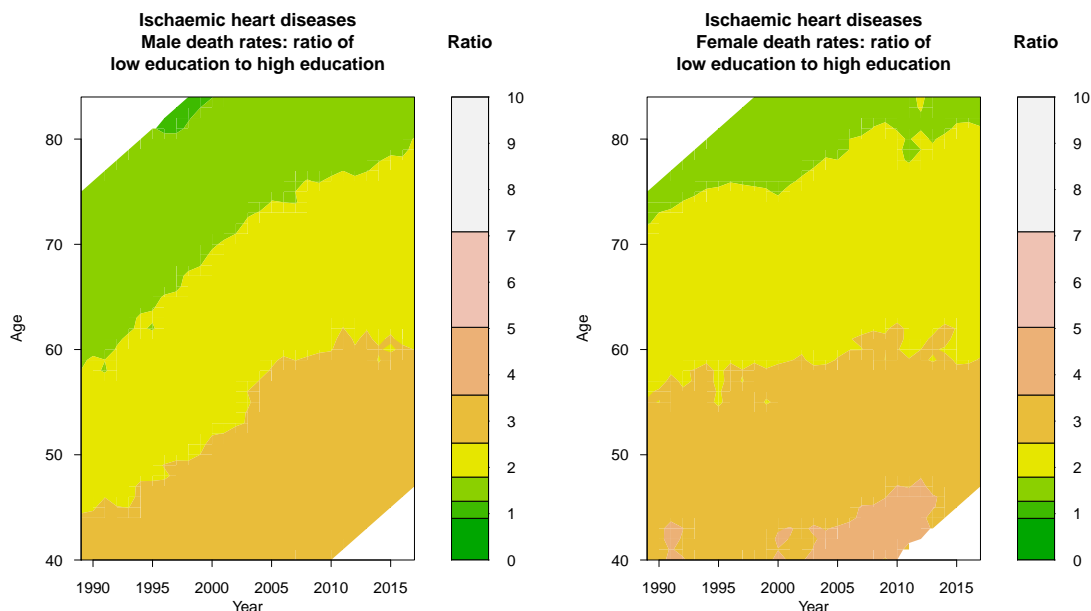 Ischaemic heart diseases
Male death rates: ratio of
low education to high education
Ratio
Age
80
70
60
50
40
1990 1995 2000 2005 2010 2015
Year
10
9
8
7
6
5
4
3
2
1
0
Ischaemic heart diseases
Female death rates: ratio of
low education to high education
Ratio
Age
80
70
60
50
40
1990 1995 2000 2005 2010 2015
Year
10
9
8
7
6
5
4
3
2
1
0